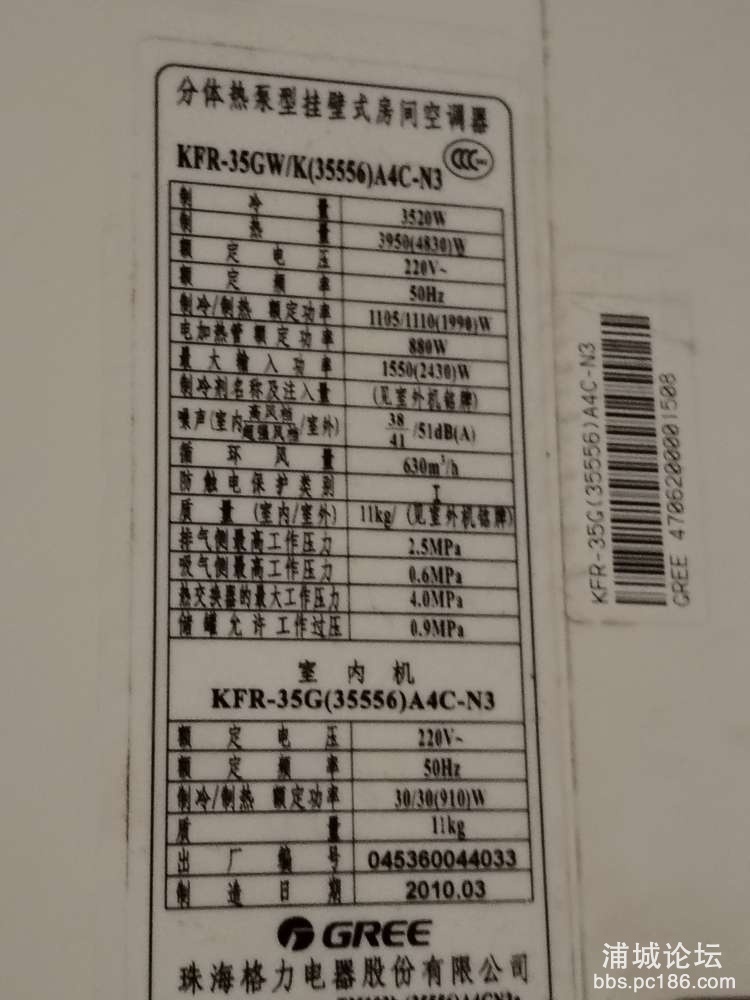 分体热泵型挂壁式房间空调器
KFR-35GW/K(35556)A4C-N3
制冷量 3520W
制热量 3950(4830)W
额定电压 220V~
额定频率 50Hz
制冷/制热 额定功率 1105/1110(1990)W
电加热管 额定功率 880W
最大输入功率 1550(2430)W
制冷剂名称及注入量 (见室外机铭牌)
噪声(室内高风档/超强风档/室外) 38/41/51dB(A)
循环风量 630m³/h
防触电保护类别 I
质量(室内/室外) 11kg/(见室外机铭牌)
排气侧最高工作压力 2.5MPa
吸气侧最高工作压力 0.6MPa
热交换器的最大工作压力 4.0MPa
储罐允许工作过压 0.9MPa
室内机
KFR-35G(35556)A4C-N3
额定电压 220V~
额定频率 50Hz
制冷/制热 额定功率 30/30(910)W
质量 11kg
出厂编号 045360044033
制造日期 2010.03
GREE
珠海格力电器股份有限公司
KFR-35G(35556)A4C-N3
GREE 4706200001508
浦城论坛
bbs.pc186.com